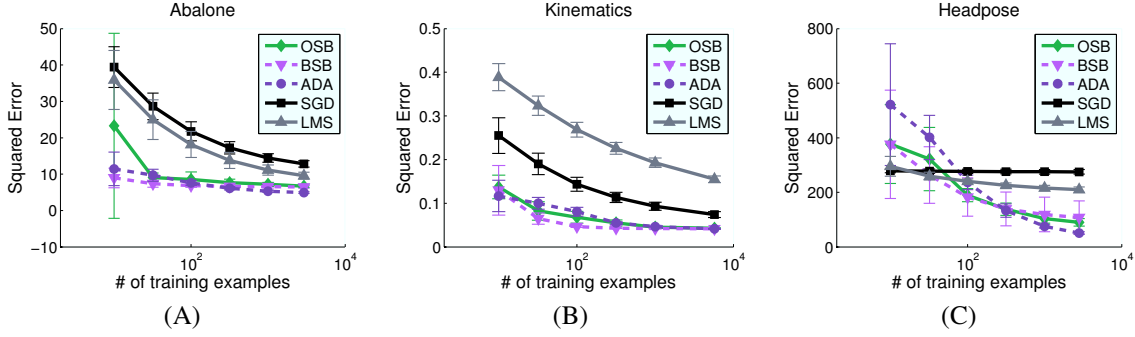 Abalone
50
40
30
20
10
0
−10
Squared Error
10^2
10^4
# of training examples
OSB
BSB
ADA
SGD
LMS
(A)
Kinematics
0.4
0.3
0.2
0.1
0
Squared Error
10^2
10^4
# of training examples
OSB
BSB
ADA
SGD
LMS
(B)
Headpose
800
600
400
200
0
Squared Error
10^2
10^4
# of training examples
OSB
BSB
ADA
SGD
LMS
(C)